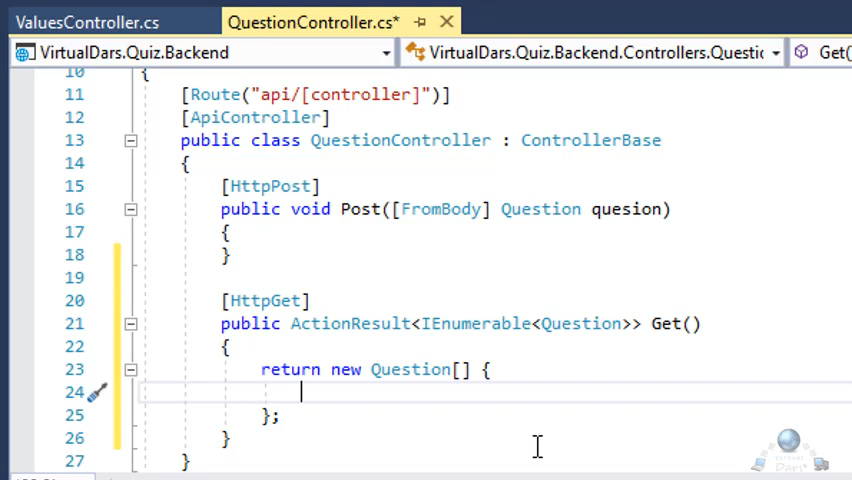 ValuesController.cs
QuestionController.cs*
VirtualDars.Quiz.Backend
VirtualDars.Quiz.Backend.Controllers.Questic
Get()
10 {
11 [Route("api/[controller]")]
12 [ApiController]
13 public class QuestionController : ControllerBase
14 {
15 [HttpPost]
16 public void Post([FromBody] Question quesion)
17 {
18 }
19
20 [HttpGet]
21 public ActionResult<IEnumerable<Question>> Get()
22 {
23 return new Question[] {
24
25 };
26 }
27 }
VIRTUAL
Dars